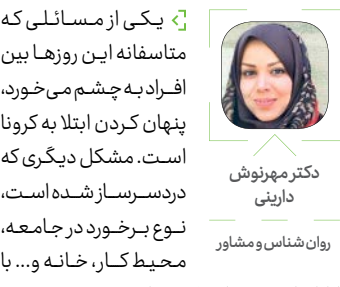 یکی از مسائلی که
متاسفانه این روزها بین
افراد به چشم می‌خورد،
پنهان کردن ابتلا به کرونا
است. مشکل دیگری که
دردسرساز شده است،
نوع برخورد در جامعه،
محیط کار، خانه و... با
دکتر مهرنوش
دارینی
روان‌شناس و مشاور